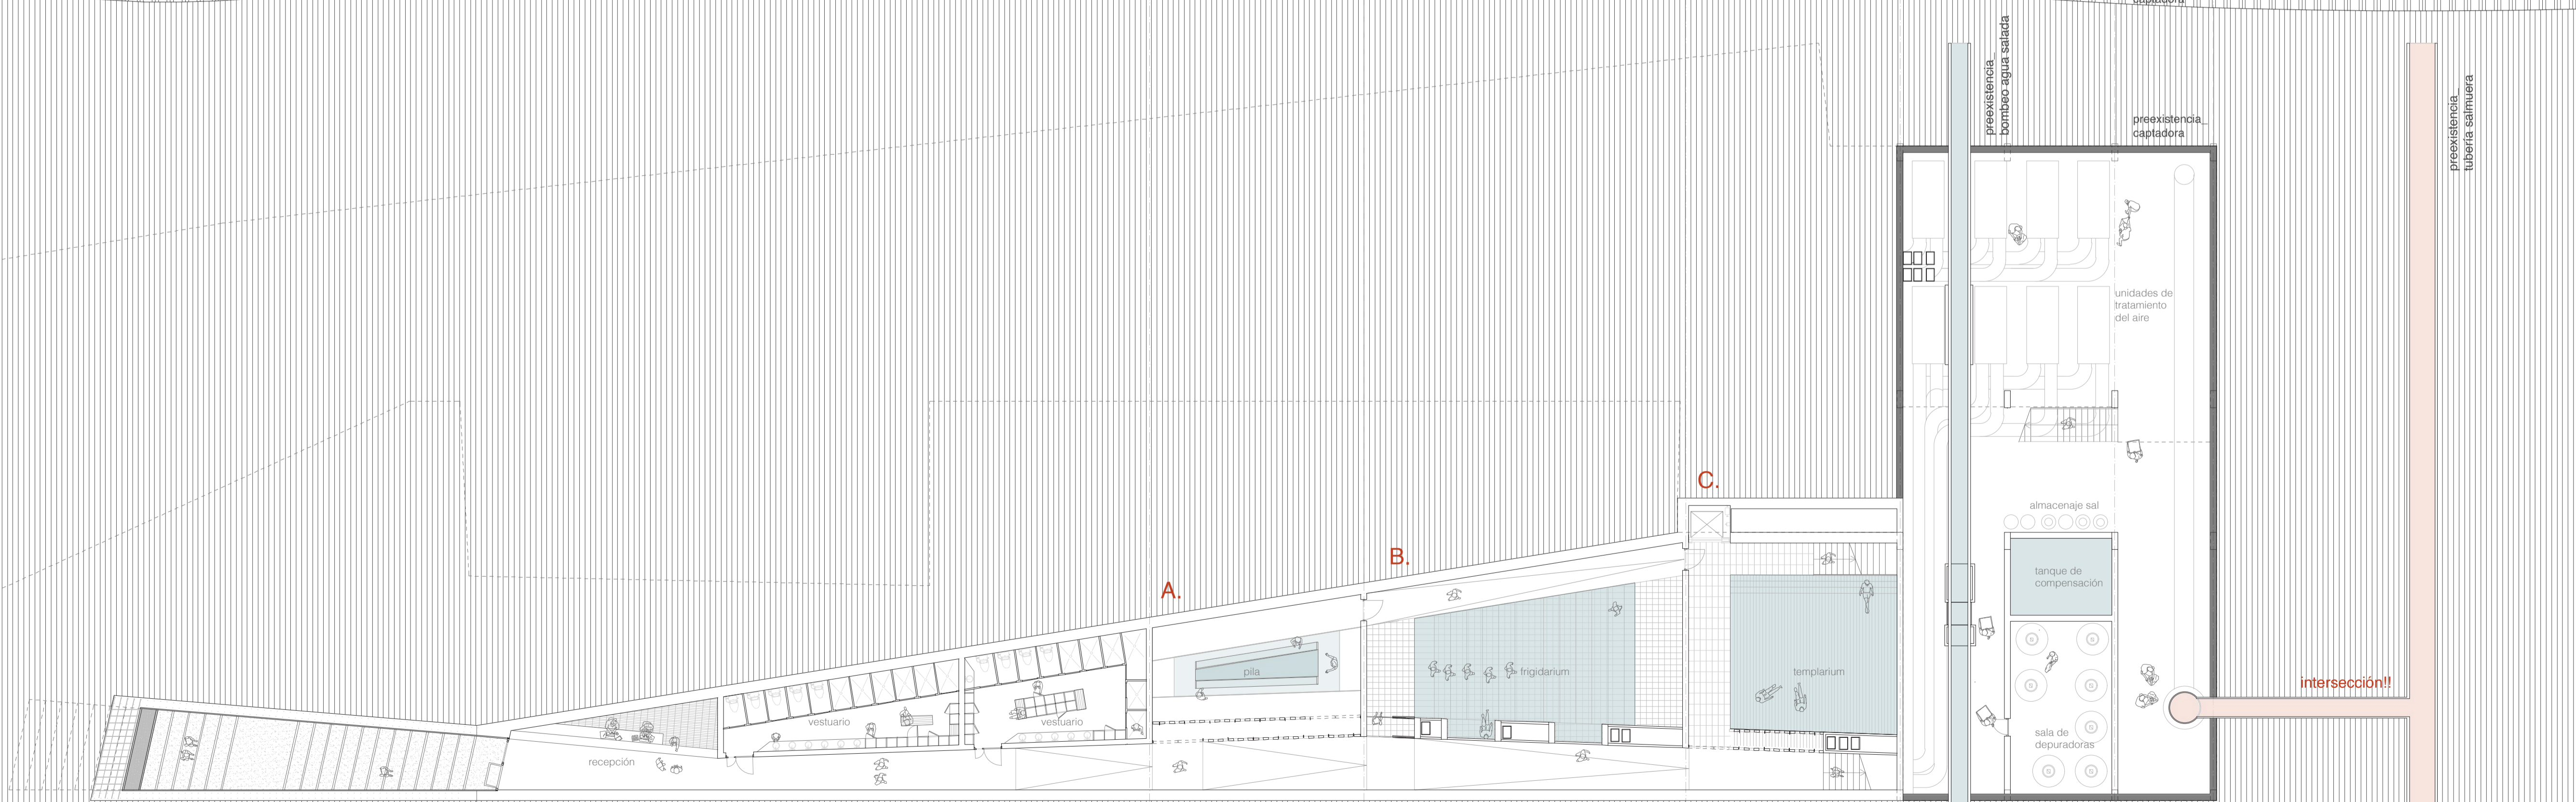 captadora
preexistencia_
bombeo agua salada
preexistencia_
captadora
preexistencia_
tubería salmuera
unidades de
tratamiento
del aire
C.
almacenaje sal
B.
tanque de
compensación
A.
pila
frigidarium
templarium
intersección!!
vestuario
vestuario
sala de
depuradoras
recepción